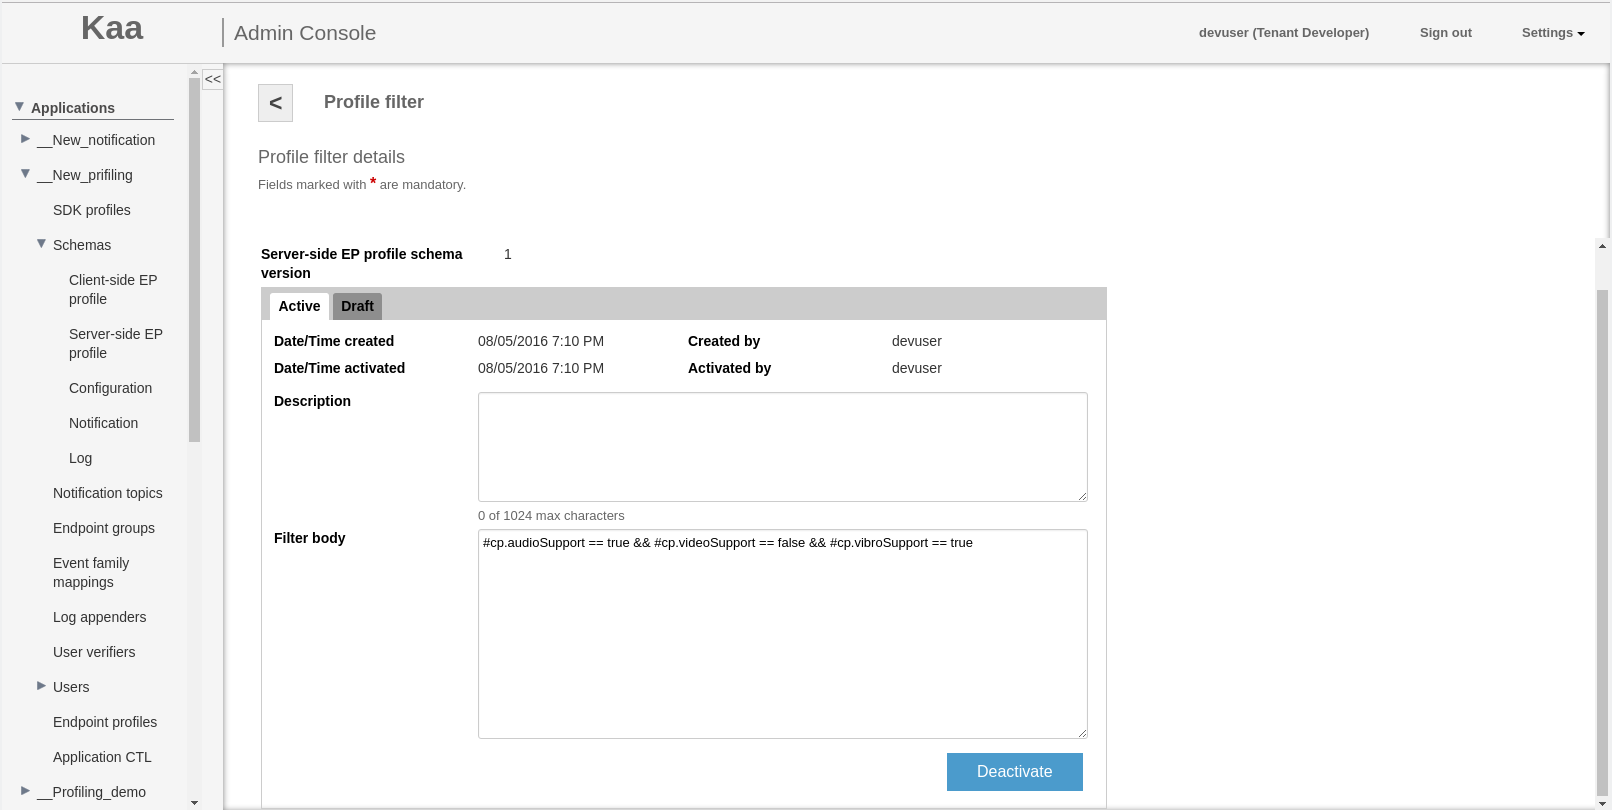 Kaa
Admin Console
devuser (Tenant Developer)
Sign out
Settings
<<
Applications
__New_notification
__New_prifiling
SDK profiles
Schemas
Client-side EP
profile
Server-side EP
profile
Configuration
Notification
Log
Notification topics
Endpoint groups
Event family
mappings
Log appenders
User verifiers
Users
Endpoint profiles
Application CTL
__Profiling_demo
< Profile filter
Profile filter details
Fields marked with * are mandatory.
Server-side EP profile schema 1
version
Active Draft
Date/Time created 08/05/2016 7:10 PM Created by devuser
Date/Time activated 08/05/2016 7:10 PM Activated by devuser
Description
0 of 1024 max characters
Filter body
#cp.audioSupport == true && #cp.videoSupport == false && #cp.vibroSupport == true
Deactivate